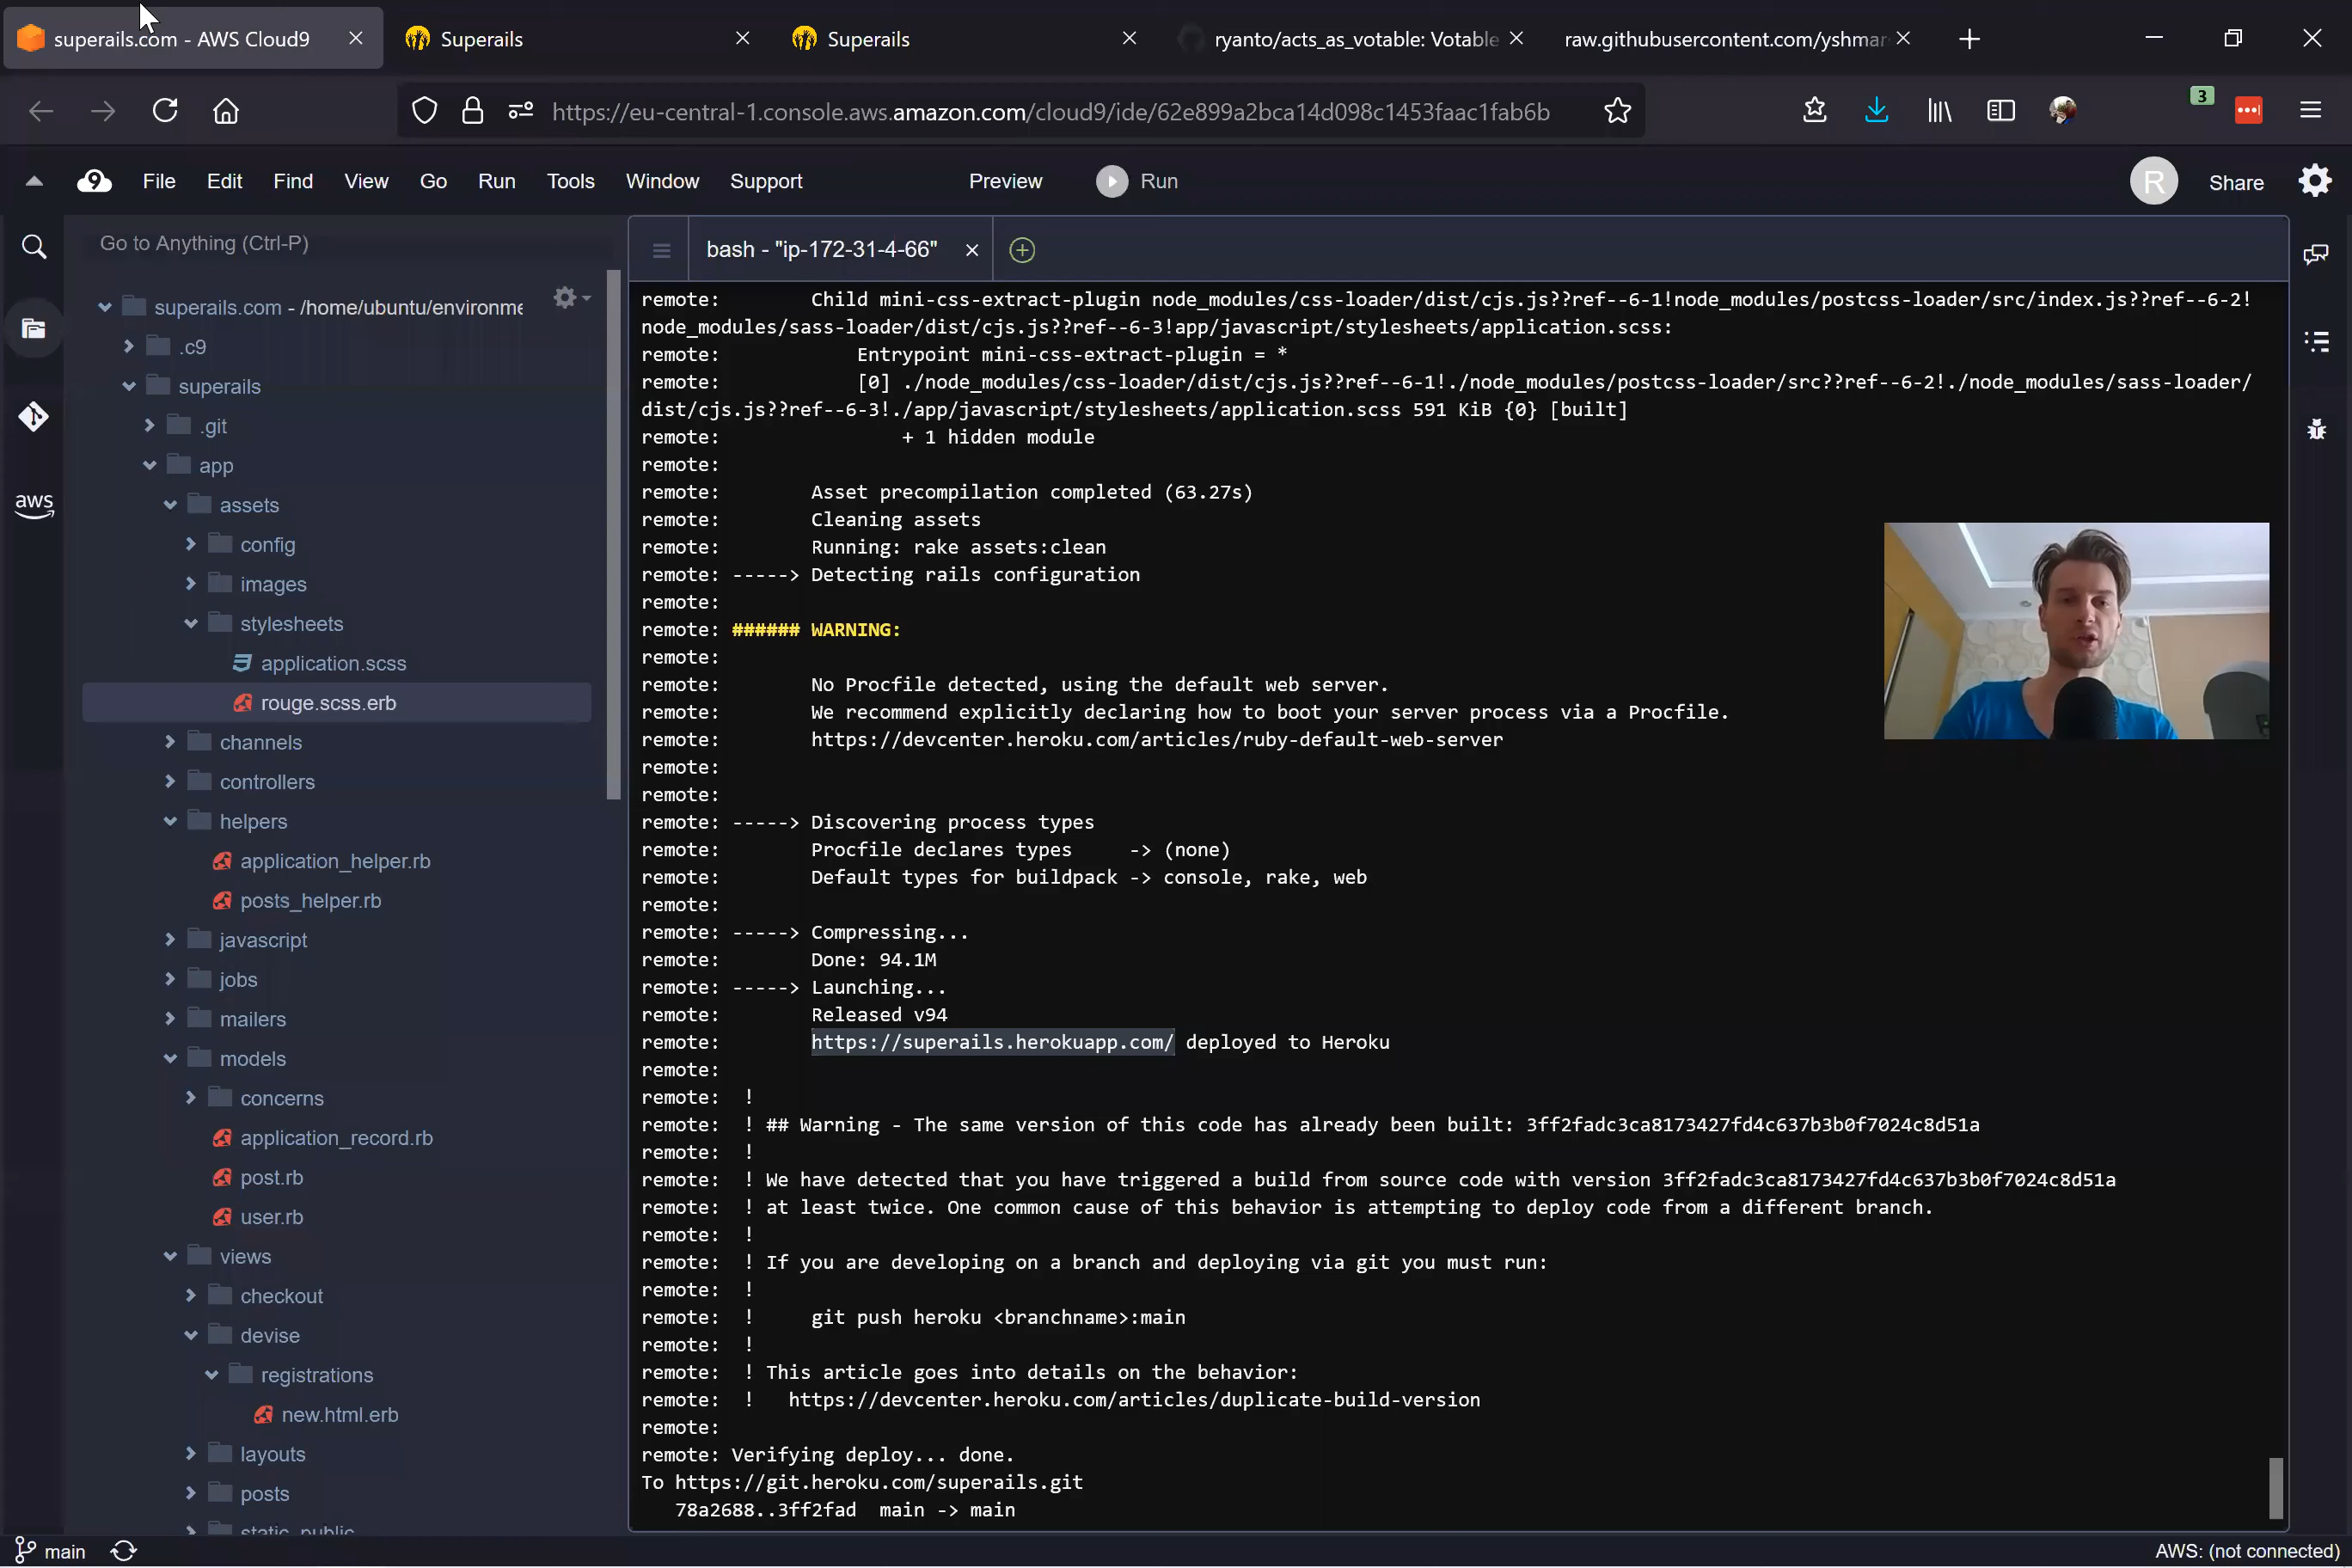 superails.com - AWS Cloud9
Superails
Superails
ryanto/acts_as_votable: Votable
raw.githubusercontent.com/yshmar
https://eu-central-1.console.aws.amazon.com/cloud9/ide/62e899a2bca14d098c1453faac1fab6b
3
9 File Edit Find View Go Run Tools Window Support Preview Run R Share
Go to Anything (Ctrl-P)
bash - "ip-172-31-4-66"
aws
superails.com - /home/ubuntu/environme
.c9
superails
.git
app
assets
config
images
stylesheets
application.scss
rouge.scss.erb
channels
controllers
helpers
application_helper.rb
posts_helper.rb
javascript
jobs
mailers
models
concerns
application_record.rb
post.rb
user.rb
views
checkout
devise
registrations
new.html.erb
layouts
posts
static_public
remote: Child mini-css-extract-plugin node_modules/css-loader/dist/cjs.js??ref--6-1!node_modules/postcss-loader/src/index.js??ref--6-2!
node_modules/sass-loader/dist/cjs.js??ref--6-3!app/javascript/stylesheets/application.scss:
remote: Entrypoint mini-css-extract-plugin = *
remote: [0] ./node_modules/css-loader/dist/cjs.js??ref--6-1!./node_modules/postcss-loader/src??ref--6-2!./node_modules/sass-loader/
dist/cjs.js??ref--6-3!./app/javascript/stylesheets/application.scss 591 KiB {0} [built]
remote: + 1 hidden module
remote:
remote: Asset precompilation completed (63.27s)
remote: Cleaning assets
remote: Running: rake assets:clean
remote: -----> Detecting rails configuration
remote:
remote: ###### WARNING:
remote:
remote: No Procfile detected, using the default web server.
remote: We recommend explicitly declaring how to boot your server process via a Procfile.
remote: https://devcenter.heroku.com/articles/ruby-default-web-server
remote:
remote:
remote: -----> Discovering process types
remote: Procfile declares types -> (none)
remote: Default types for buildpack -> console, rake, web
remote:
remote: -----> Compressing...
remote: Done: 94.1M
remote: -----> Launching...
remote: Released v94
remote: https://superails.herokuapp.com/ deployed to Heroku
remote:
remote: !
remote: ! ## Warning - The same version of this code has already been built: 3ff2fadc3ca8173427fd4c637b3b0f7024c8d51a
remote: !
remote: ! We have detected that you have triggered a build from source code with version 3ff2fadc3ca8173427fd4c637b3b0f7024c8d51a
remote: ! at least twice. One common cause of this behavior is attempting to deploy code from a different branch.
remote: !
remote: ! If you are developing on a branch and deploying via git you must run:
remote: !
remote: ! git push heroku <branchname>:main
remote: !
remote: ! This article goes into details on the behavior:
remote: ! https://devcenter.heroku.com/articles/duplicate-build-version
remote:
remote: Verifying deploy... done.
To https://git.heroku.com/superails.git
78a2688..3ff2fad main -> main
main
AWS: (not connected)